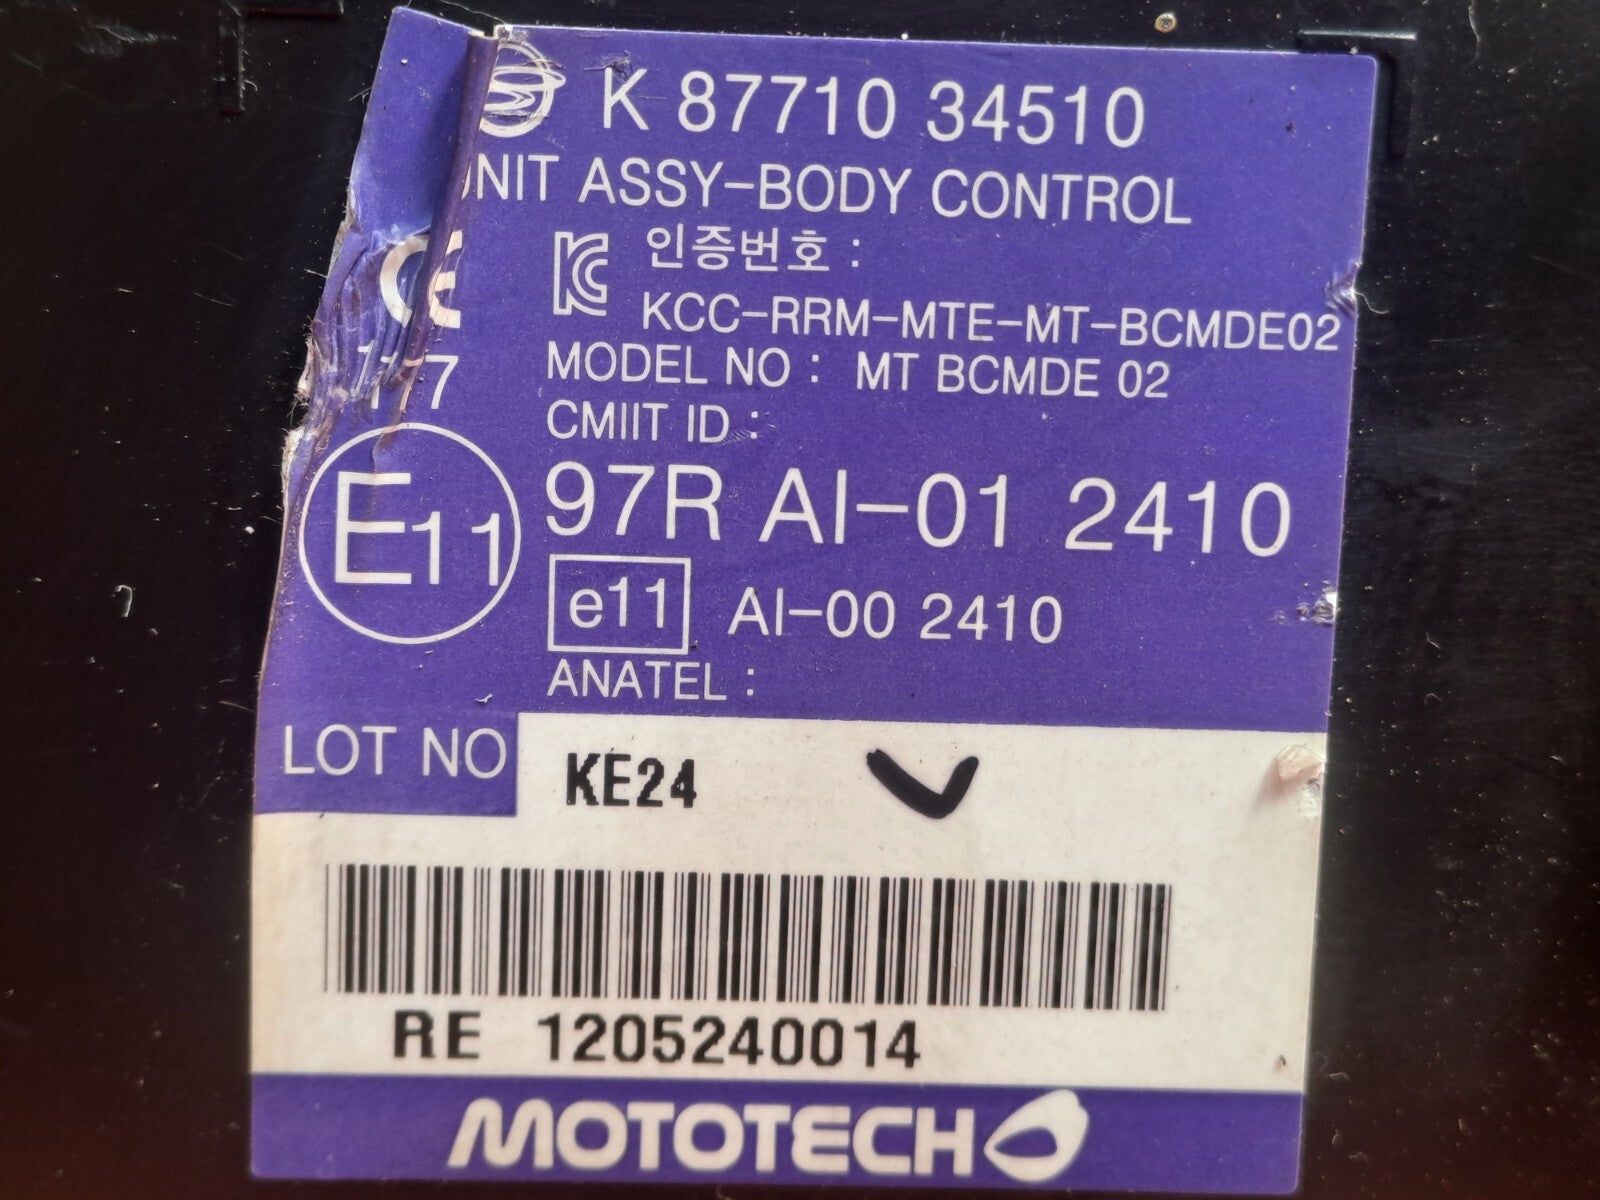 K 87710 34510
UNIT ASSY-BODY CONTROL
인증번호 :
KCC-RRM-MTE-MT-BCMDE02
MODEL NO : MT BCMDE 02
CMIIT ID :
E11 97R AI-01 2410
e11 AI-00 2410
ANATEL :
LOT NO KE24
RE 1205240014
MOTOTECH